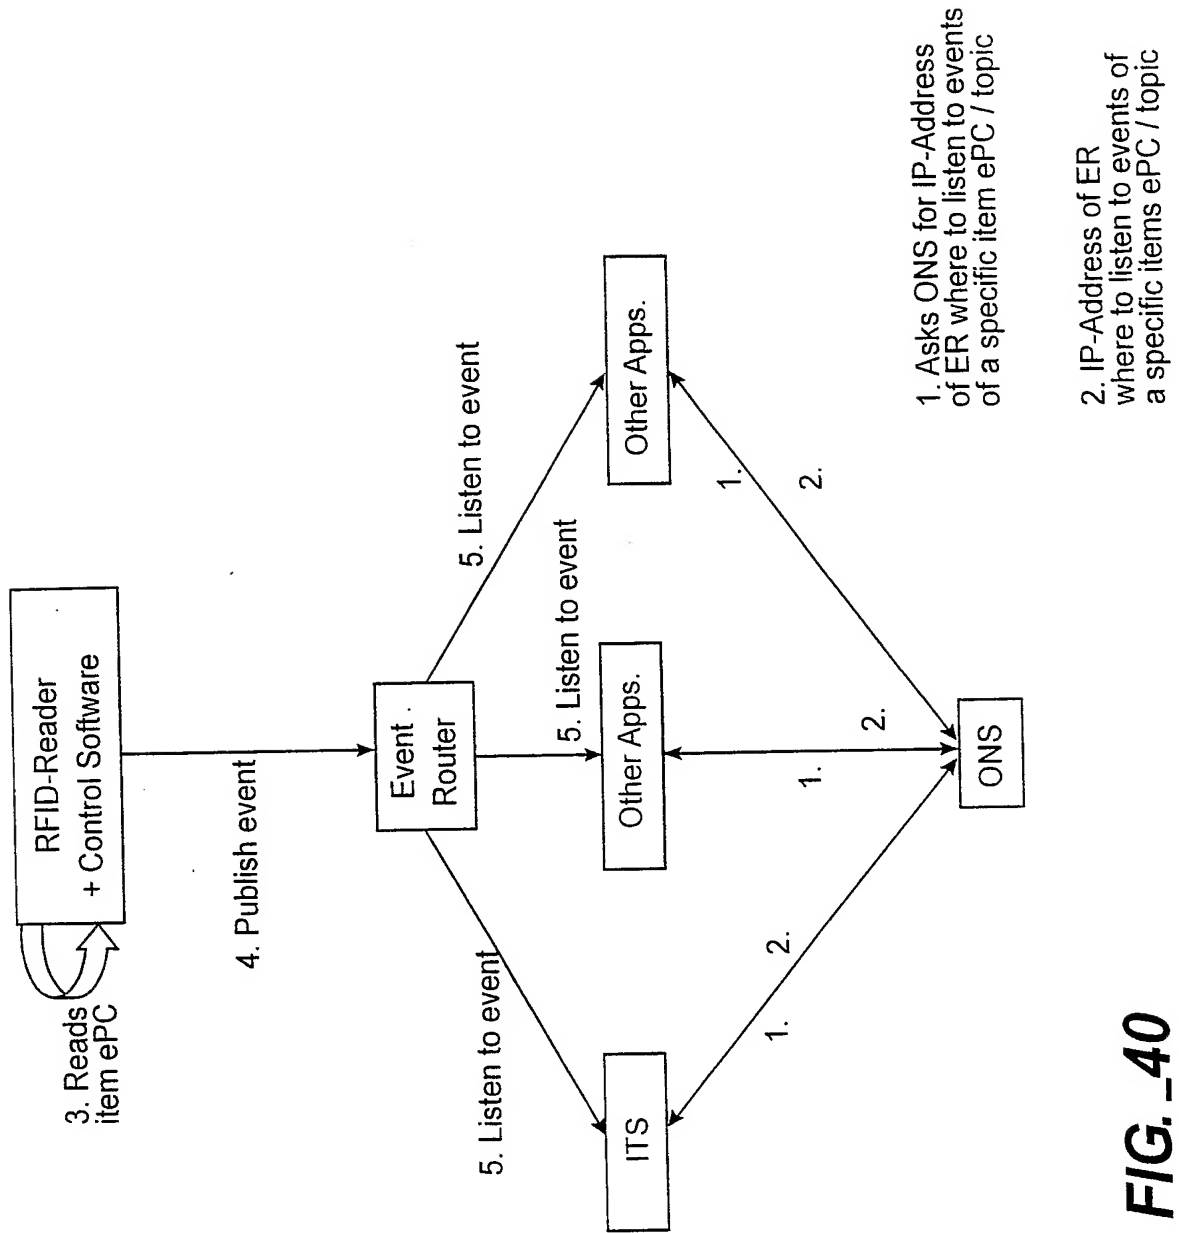 3. Reads
item ePC
RFID-Reader
+ Control Software
4. Publish event
Event
Router
5. Listen to event
5. Listen to event
5. Listen to event
ITS
Other Apps.
Other Apps.
1.
2.
1.
2.
1.
2.
ONS
1. Asks ONS for IP-Address
of ER where to listen to events
of a specific item ePC / topic
2. IP-Address of ER
where to listen to events of
a specific items ePC / topic
FIG._40